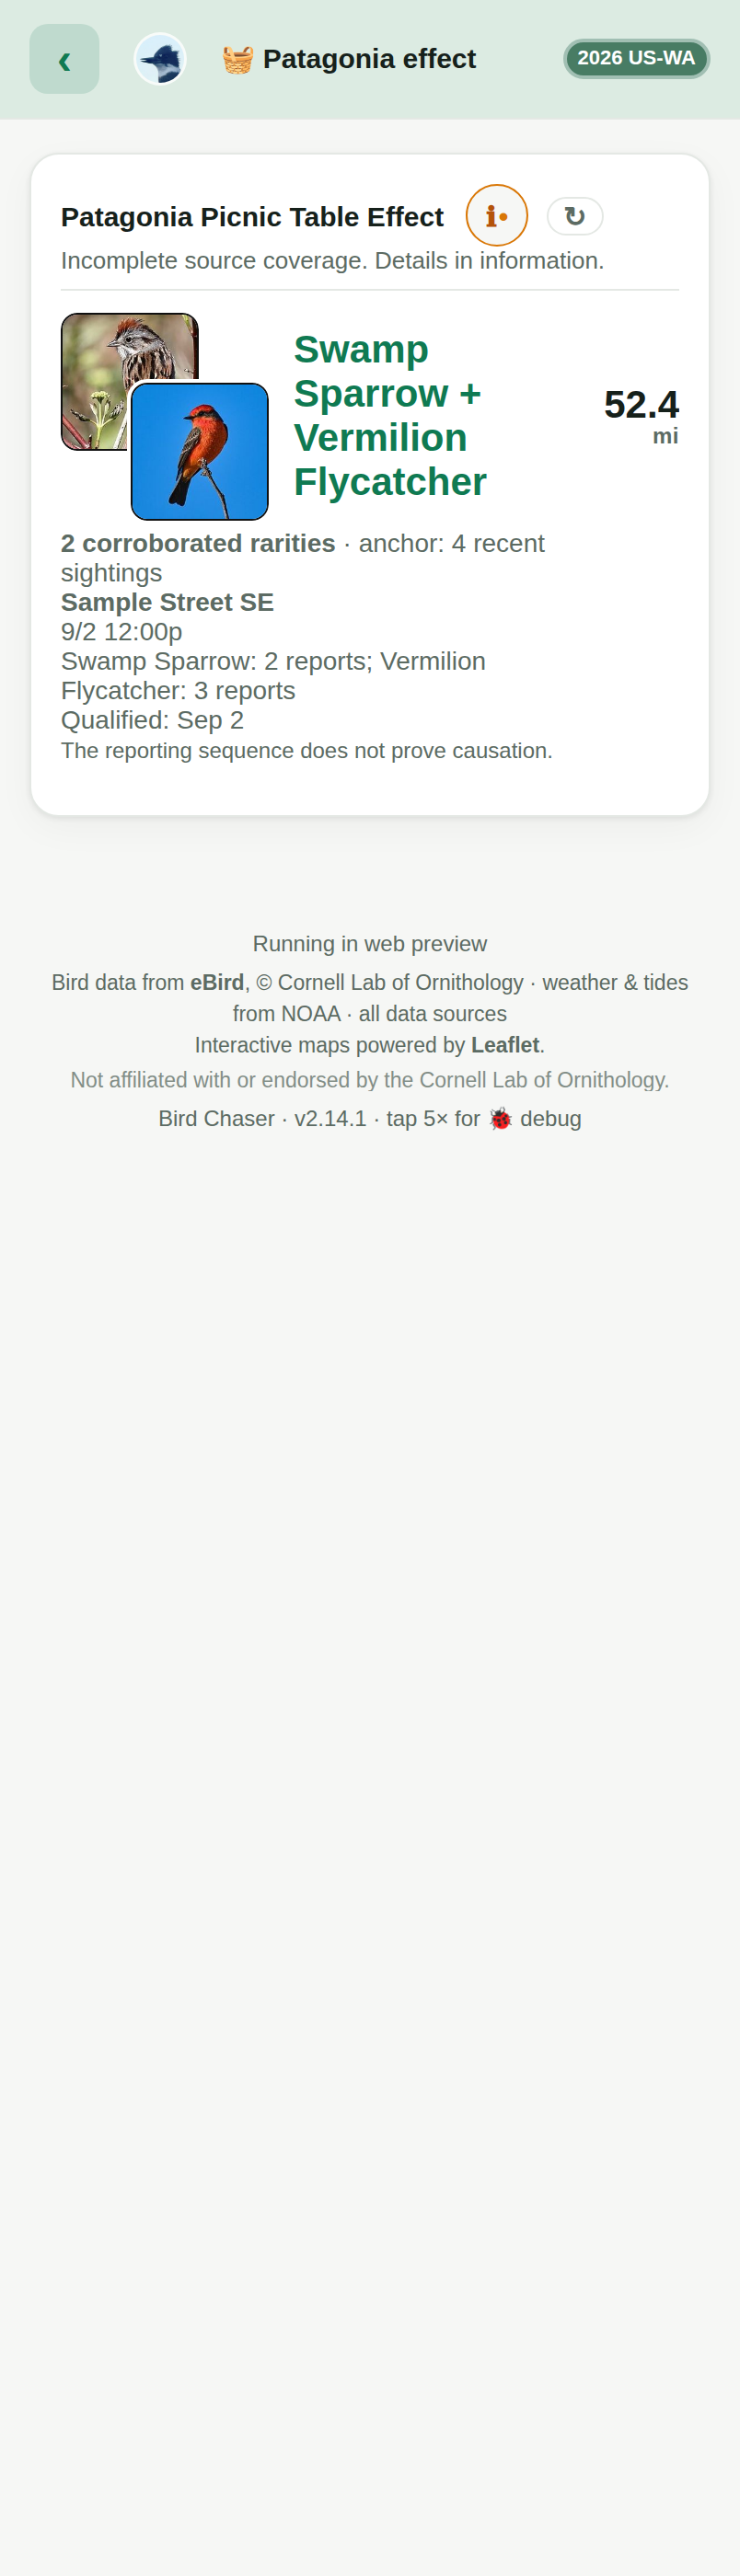 ‹ 🧺 Patagonia effect 2026 US-WA
Patagonia Picnic Table Effect ℹ• ↻
Incomplete source coverage. Details in information.
Swamp
Sparrow +
Vermilion
Flycatcher
52.4
mi
2 corroborated rarities · anchor: 4 recent
sightings
Sample Street SE
9/2 12:00p
Swamp Sparrow: 2 reports; Vermilion
Flycatcher: 3 reports
Qualified: Sep 2
The reporting sequence does not prove causation.
Running in web preview
Bird data from eBird, © Cornell Lab of Ornithology · weather & tides
from NOAA · all data sources
Interactive maps powered by Leaflet.
Not affiliated with or endorsed by the Cornell Lab of Ornithology.
Bird Chaser · v2.14.1 · tap 5× for 🐞 debug